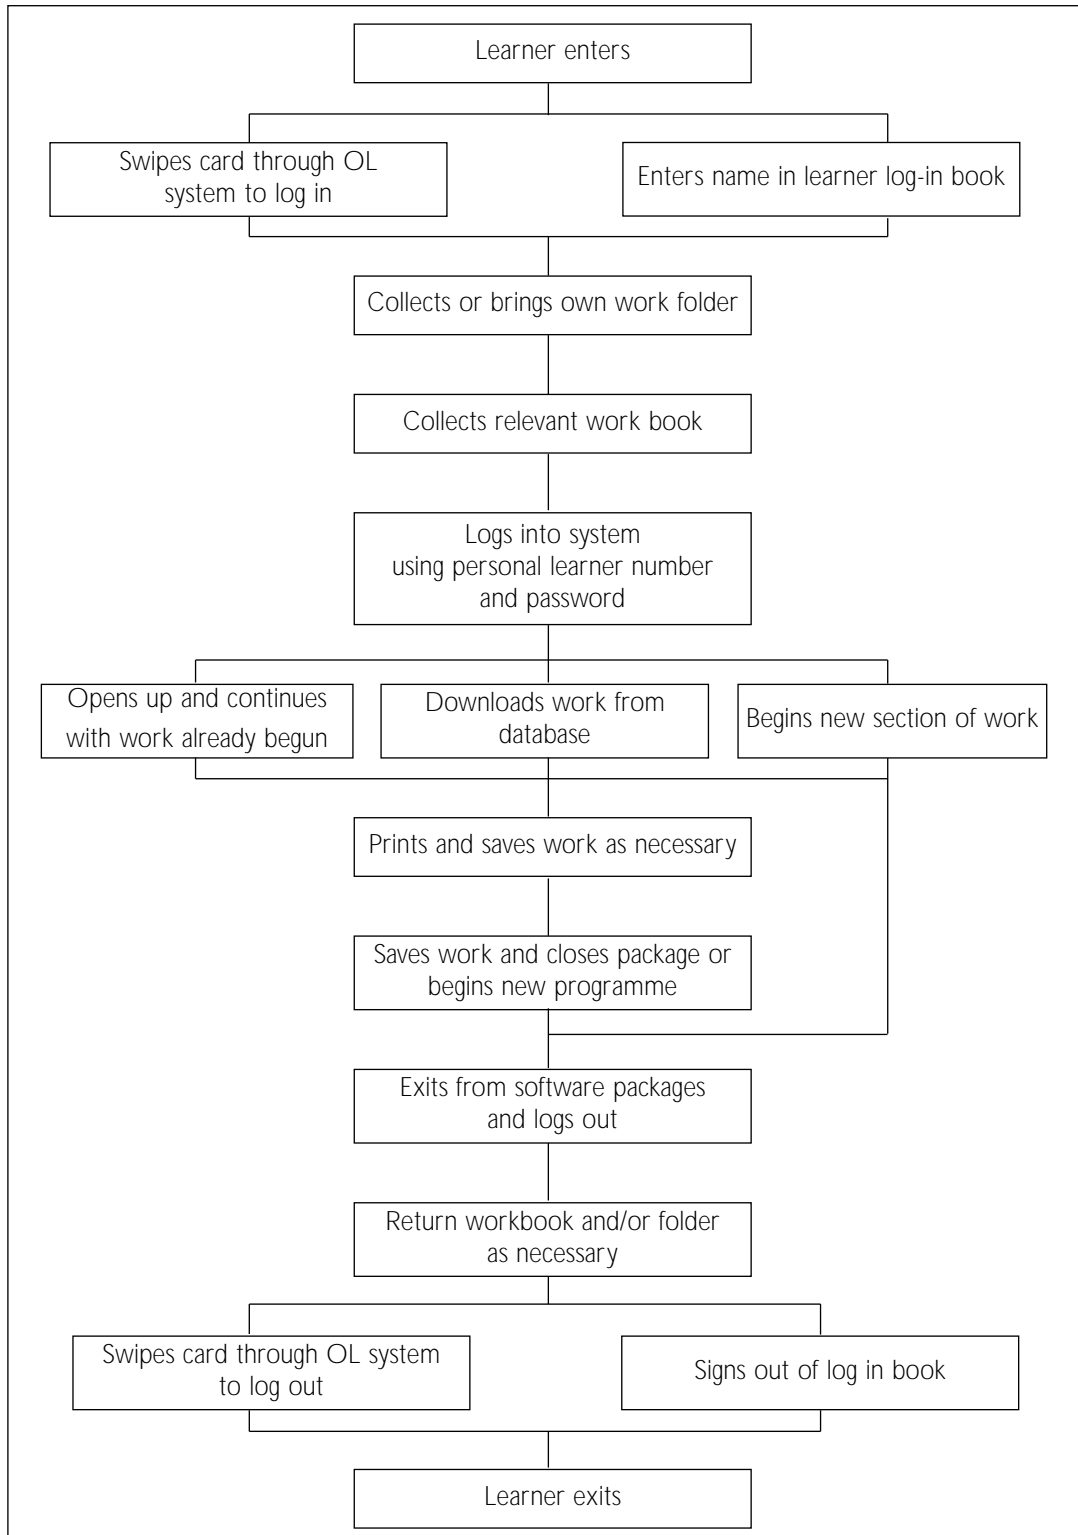 Learner enters
Swipes card through OL
system to log in
Enters name in learner log-in book
Collects or brings own work folder
Collects relevant work book
Logs into system
using personal learner number
and password
Opens up and continues
with work already begun
Downloads work from
database
Begins new section of work
Prints and saves work as necessary
Saves work and closes package or
begins new programme
Exits from software packages
and logs out
Return workbook and/or folder
as necessary
Swipes card through OL system
to log out
Signs out of log in book
Learner exits